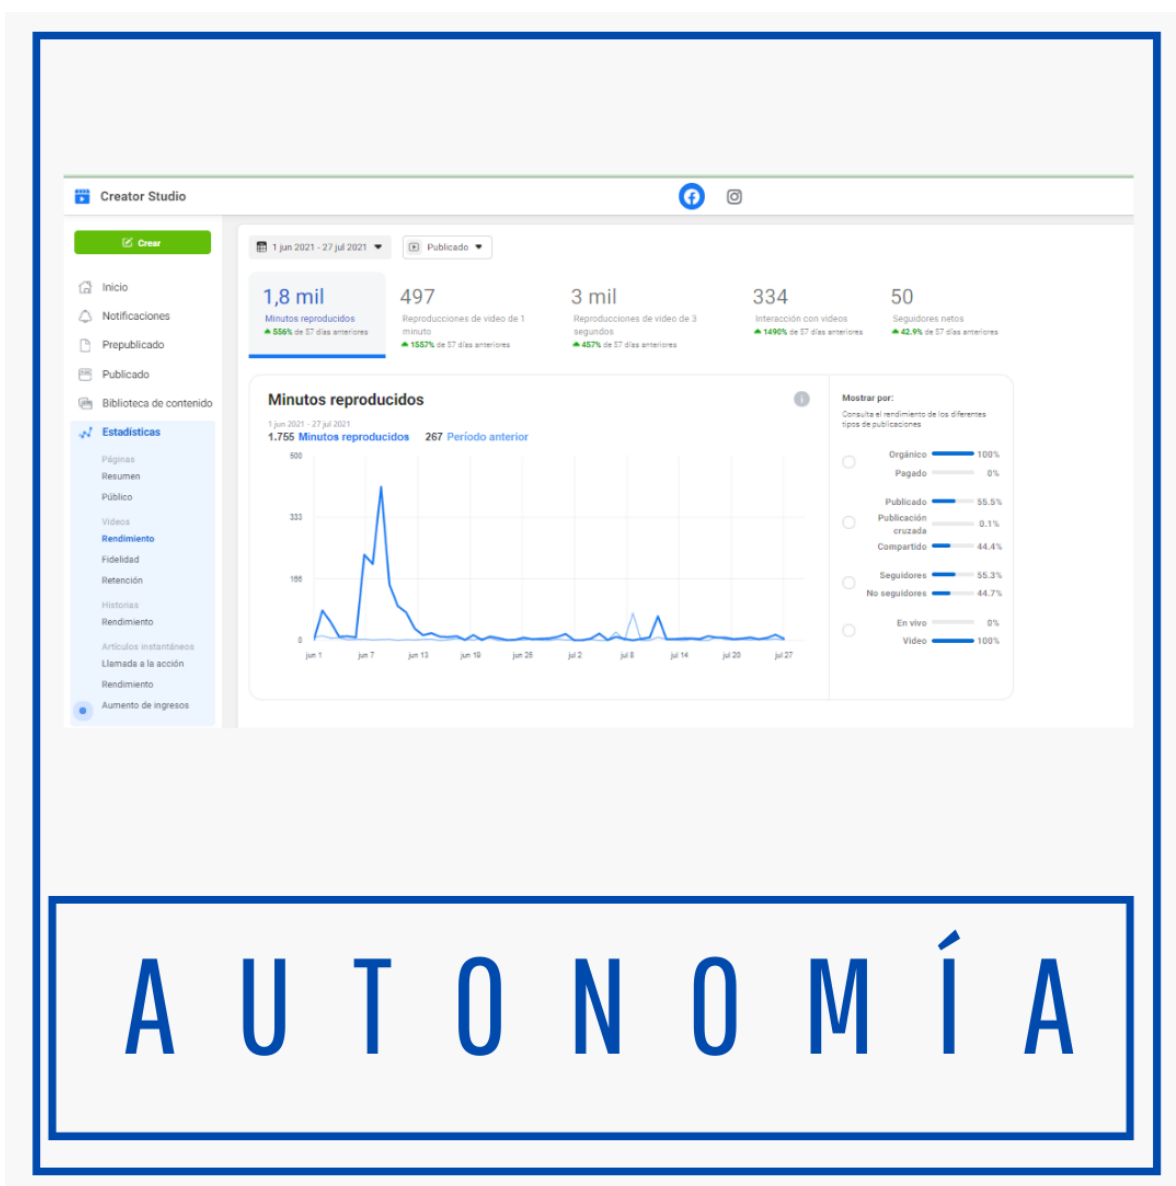 Creator Studio
Crear
Inicio
Notificaciones
Prepublicado
Publicado
Biblioteca de contenido
Estadísticas
Páginas
Resumen
Público
Videos
Rendimiento
Fidelidad
Retención
Historias
Rendimiento
Artículos instantáneos
Llamada a la acción
Rendimiento
Aumento de ingresos
1 jun 2021 - 27 jul 2021
Publicado
1,8 mil
Minutos reproducidos
556% de 57 días anteriores
497
Reproducciones de video de 1
minuto
1557% de 57 días anteriores
3 mil
Reproducciones de video de 3
segundos
457% de 57 días anteriores
334
Interacción con videos
1490% de 57 días anteriores
50
Seguidores netos
42.9% de 57 días anteriores
Minutos reproducidos
1 jun 2021 - 27 jul 2021
1.755 Minutos reproducidos 267 Período anterior
500
333
166
0
jun 1 jun 7 jun 13 jun 19 jun 25 jul 2 jul 8 jul 14 jul 20 jul 27
Mostrar por:
Consulta el rendimiento de los diferentes
tipos de publicaciones
Orgánico 100%
Pagado 0%
Publicado 55.5%
Publicación
cruzada 0.1%
Compartido 44.4%
Seguidores 55.3%
No seguidores 44.7%
En vivo 0%
Video 100%
AUTONOMÍA